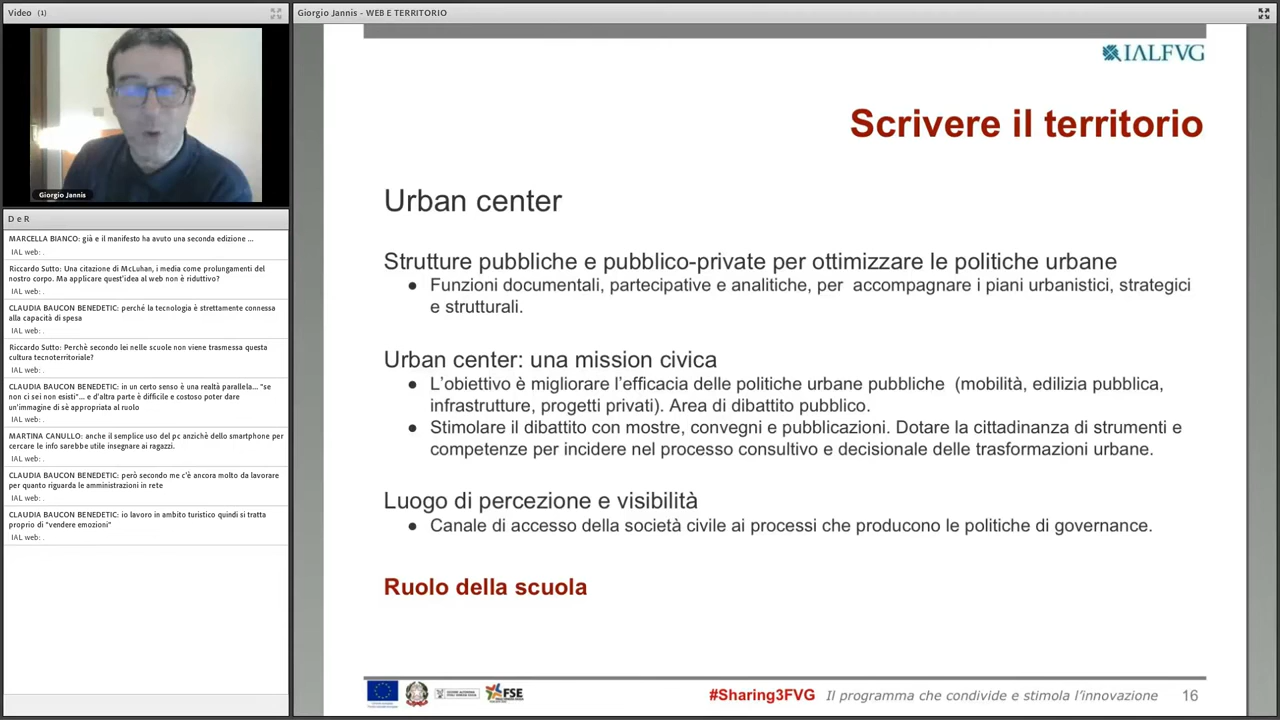 Video (1)
Giorgio Jannis
D e R
MARCELLA BIANCO: già e il manifesto ha avuto una seconda edizione ...
IAL web: .
Riccardo Sutto: Una citazione di McLuhan, i media come prolungamenti del
nostro corpo. Ma applicare quest'idea al web non è riduttivo?
IAL web: .
CLAUDIA BAUCON BENEDETIC: perché la tecnologia è strettamente connessa
alla capacità di spesa
IAL web: .
Riccardo Sutto: Perchè secondo lei nelle scuole non viene trasmessa questa
cultura tecnoterritoriale?
IAL web: .
CLAUDIA BAUCON BENEDETIC: in un certo senso è una realtà parallela... "se
non ci sei non esisti"... e d'altra parte è difficile e costoso poter dare
un'immagine di sè appropriata al ruolo
IAL web: .
MARTINA CANULLO: anche il semplice uso del pc anzichè dello smartphone per
cercare le info sarebbe utile insegnare ai ragazzi.
IAL web: .
CLAUDIA BAUCON BENEDETIC: però secondo me c'è ancora molto da lavorare
per quanto riguarda le amministrazioni in rete
IAL web: .
CLAUDIA BAUCON BENEDETIC: io lavoro in ambito turistico quindi si tratta
proprio di "vendere emozioni"
IAL web: .
Giorgio Jannis - WEB E TERRITORIO
IALFVG
Scrivere il territorio
Urban center
Strutture pubbliche e pubblico-private per ottimizzare le politiche urbane
● Funzioni documentali, partecipative e analitiche, per accompagnare i piani urbanistici, strategici
e strutturali.
Urban center: una mission civica
● L'obiettivo è migliorare l'efficacia delle politiche urbane pubbliche (mobilità, edilizia pubblica,
infrastrutture, progetti privati). Area di dibattito pubblico.
● Stimolare il dibattito con mostre, convegni e pubblicazioni. Dotare la cittadinanza di strumenti e
competenze per incidere nel processo consultivo e decisionale delle trasformazioni urbane.
Luogo di percezione e visibilità
● Canale di accesso della società civile ai processi che producono le politiche di governance.
Ruolo della scuola
FSE
#Sharing3FVG Il programma che condivide e stimola l'innovazione 16